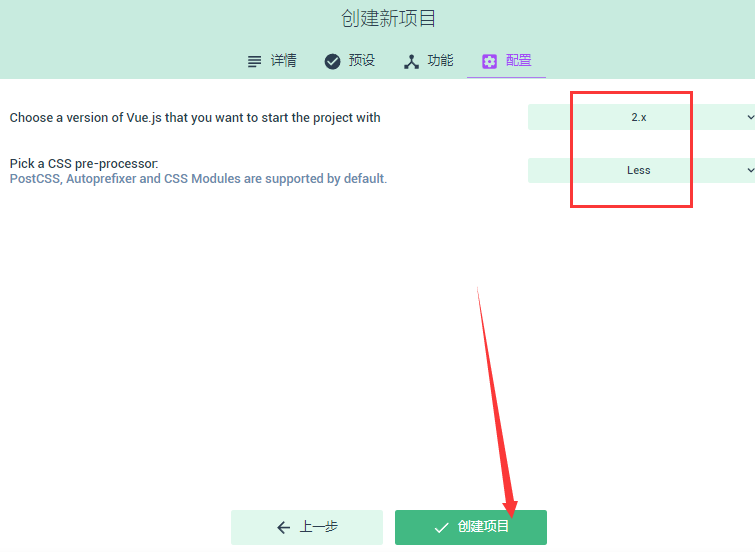 创建新项目
详情 预设 功能 配置
Choose a version of Vue.js that you want to start the project with 2.x
Pick a CSS pre-processor:
PostCSS, Autoprefixer and CSS Modules are supported by default. Less
上一步 创建项目